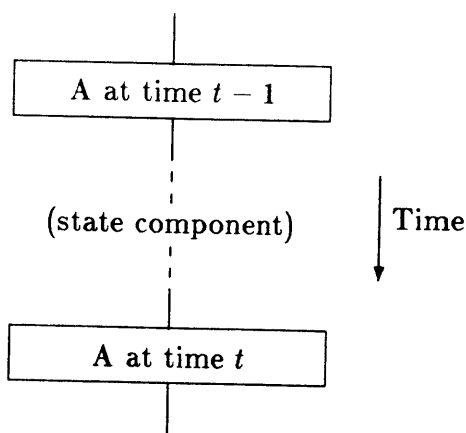 A at time t − 1
(state component)
Time
A at time t